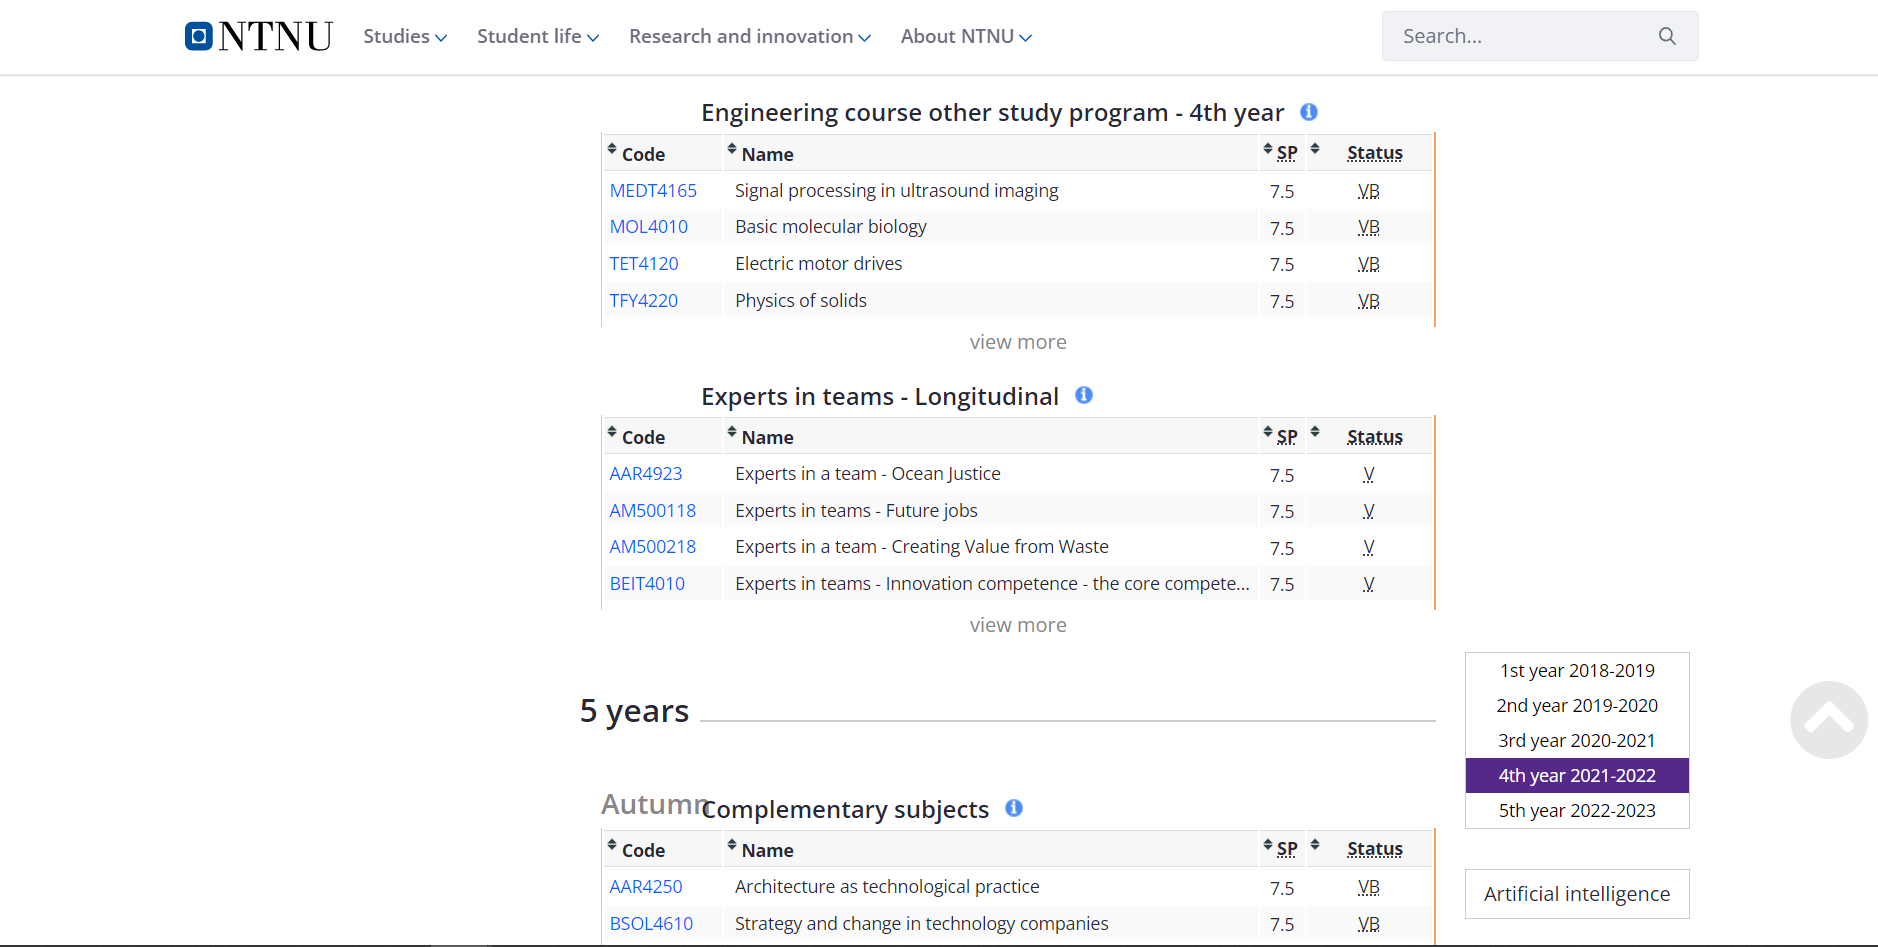 NTNU Studies Student life Research and innovation About NTNU Search...
Engineering course other study program - 4th year
Code Name SP Status
MEDT4165 Signal processing in ultrasound imaging 7.5 VB
MOL4010 Basic molecular biology 7.5 VB
TET4120 Electric motor drives 7.5 VB
TFY4220 Physics of solids 7.5 VB
view more
Experts in teams - Longitudinal
Code Name SP Status
AAR4923 Experts in a team - Ocean Justice 7.5 V
AM500118 Experts in teams - Future jobs 7.5 V
AM500218 Experts in a team - Creating Value from Waste 7.5 V
BEIT4010 Experts in teams - Innovation competence - the core compete... 7.5 V
view more
5 years
Autumn Complementary subjects
Code Name SP Status
AAR4250 Architecture as technological practice 7.5 VB
BSOL4610 Strategy and change in technology companies 7.5 VB
1st year 2018-2019
2nd year 2019-2020
3rd year 2020-2021
4th year 2021-2022
5th year 2022-2023
Artificial intelligence